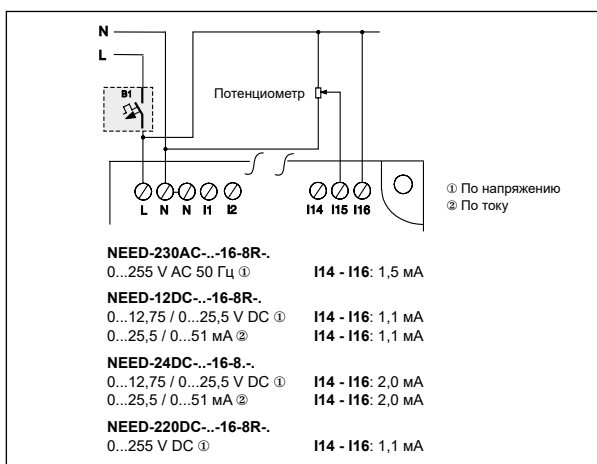 N
L
B1
Потенциометр
L N N I1 I2 I14 I15 I16
① По напряжению
② По току
NEED-230AC-..-16-8R-.
0...255 V AC 50 Гц ① I14 - I16: 1,5 мА
NEED-12DC-..-16-8R-.
0...12,75 / 0...25,5 V DC ① I14 - I16: 1,1 мА
0...25,5 / 0...51 мА ② I14 - I16: 1,1 мА
NEED-24DC-..-16-8.-.
0...12,75 / 0...25,5 V DC ① I14 - I16: 2,0 мА
0...25,5 / 0...51 мА ② I14 - I16: 2,0 мА
NEED-220DC-..-16-8R-.
0...255 V DC ① I14 - I16: 1,1 мА